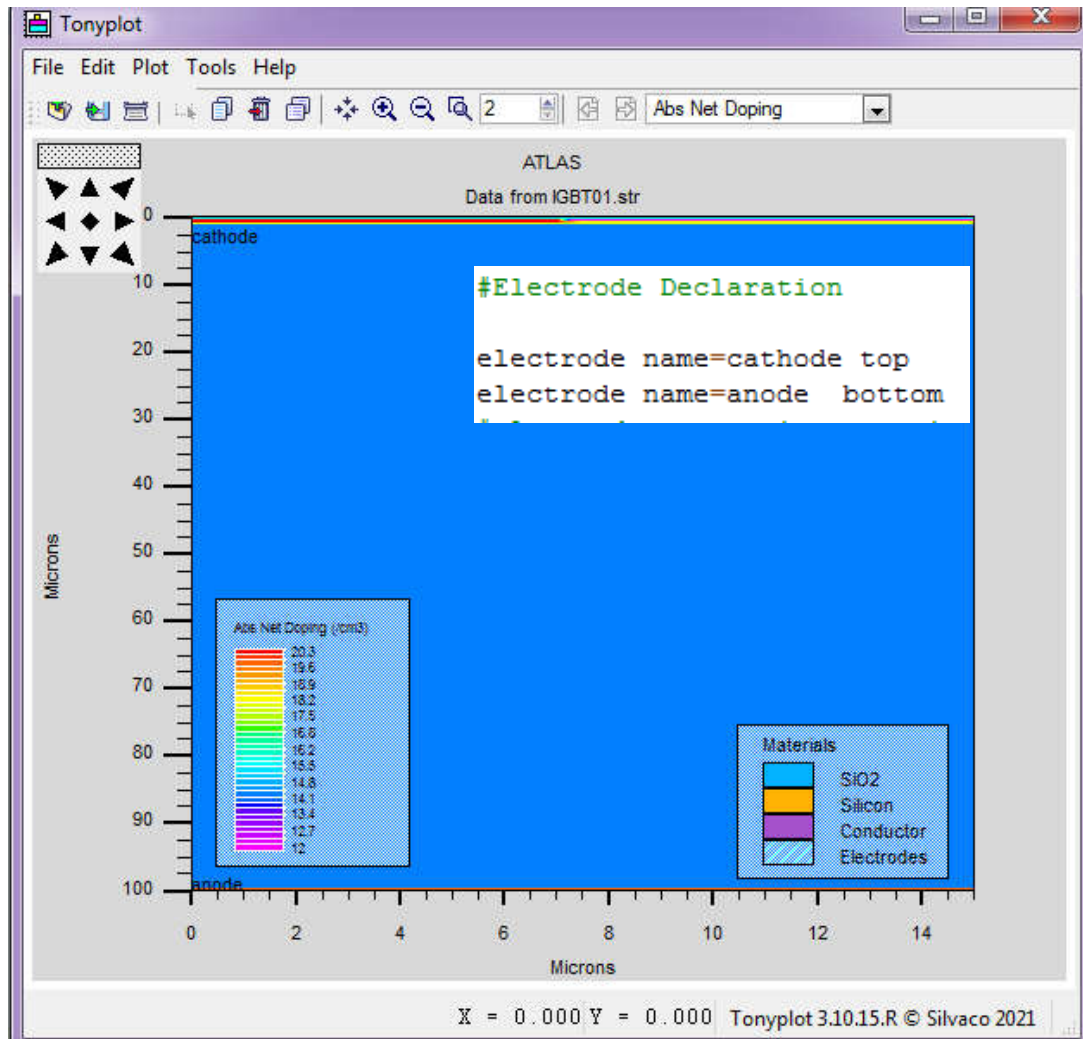 Tonyplot
File Edit Plot Tools Help
2 Abs Net Doping
ATLAS
Data from IGBT01.str
0
cathode
10
20
30
40
50
60
70
80
90
100
Microns
#Electrode Declaration
electrode name=cathode top
electrode name=anode bottom
Abs Net Doping (/cm3)
20.3
19.6
18.9
18.2
17.5
16.8
16.2
15.5
14.8
14.1
13.4
12.7
12
Materials
SiO2
Silicon
Conductor
Electrodes
anode
0 2 4 6 8 10 12 14
Microns
X = 0.000 Y = 0.000 Tonyplot 3.10.15.R © Silvaco 2021